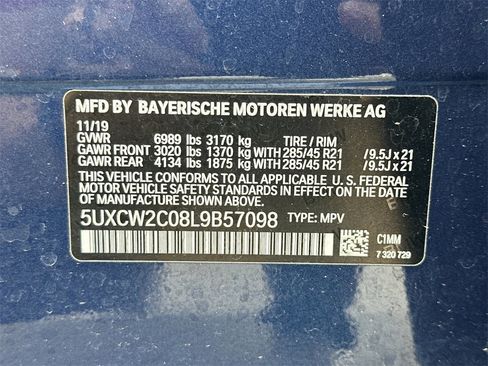 MFD BY BAYERISCHE MOTOREN WERKE AG
11/19
GVWR 6989 lbs 3170 kg TIRE / RIM
GAWR FRONT 3020 lbs 1370 kg WITH 285/45 R21 /9.5J x 21
GAWR REAR 4134 lbs 1875 kg WITH 285/45 R21 /9.5J x 21
THIS VEHICLE CONFORMS TO ALL APPLICABLE U. S. FEDERAL
MOTOR VEHICLE SAFETY STANDARDS IN EFFECT ON THE
DATE OF MANUFACTURE SHOWN ABOVE.
5UXCW2C08L9B57098 TYPE: MPV
C1MM
7 320 729